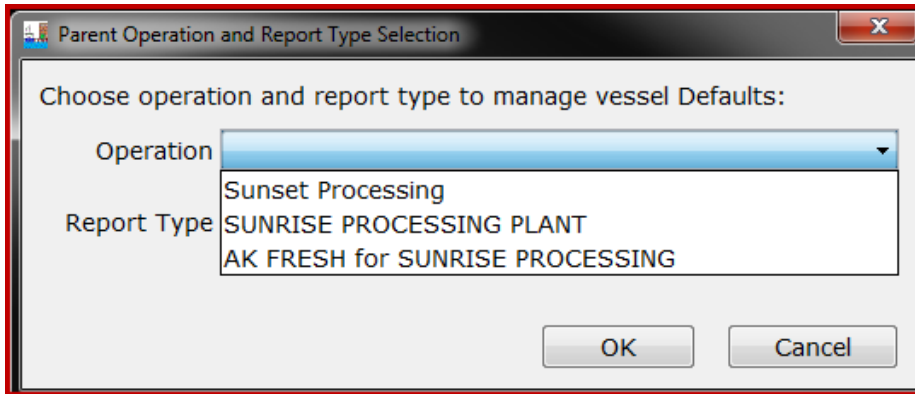 Parent Operation and Report Type Selection
Choose operation and report type to manage vessel Defaults:
Operation
Sunset Processing
Report Type SUNRISE PROCESSING PLANT
AK FRESH for SUNRISE PROCESSING
OK Cancel